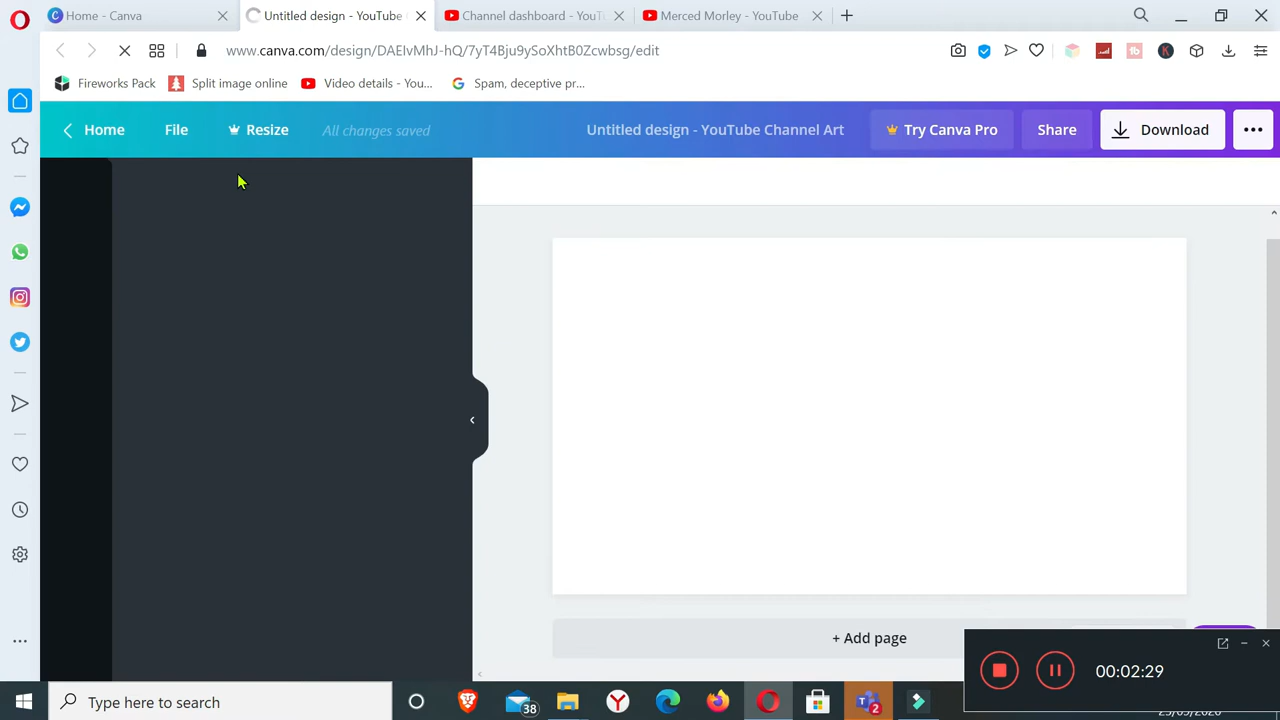 Home - Canva
Untitled design - YouTube
Channel dashboard - YouTu
Merced Morley - YouTube
www.canva.com/design/DAEIvMhJ-hQ/7yT4Bju9ySoXhtB0Zcwbsg/edit
Fireworks Pack
Split image online
Video details - You...
Spam, deceptive pr...
Home
File
Resize
All changes saved
Untitled design - YouTube Channel Art
Try Canva Pro
Share
Download
+ Add page
00:02:29
Type here to search
38
2